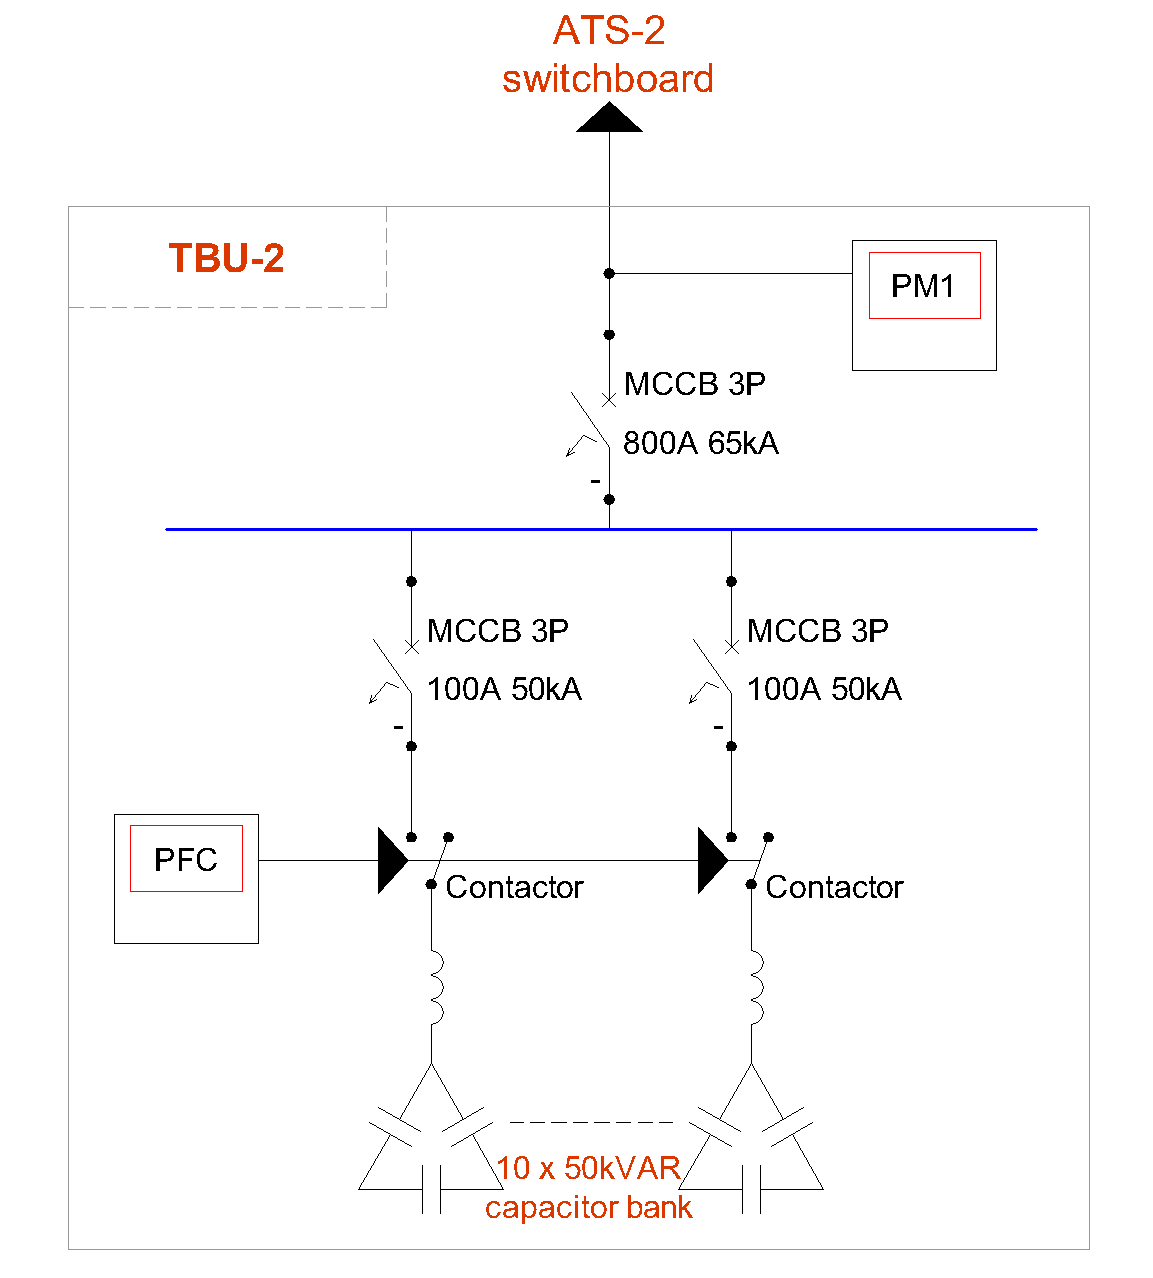 ATS-2
switchboard
TBU-2
PM1
MCCB 3P
800A 65kA
-
MCCB 3P
MCCB 3P
100A 50kA
100A 50kA
-
-
PFC
Contactor
Contactor
10 x 50kVAR
capacitor bank